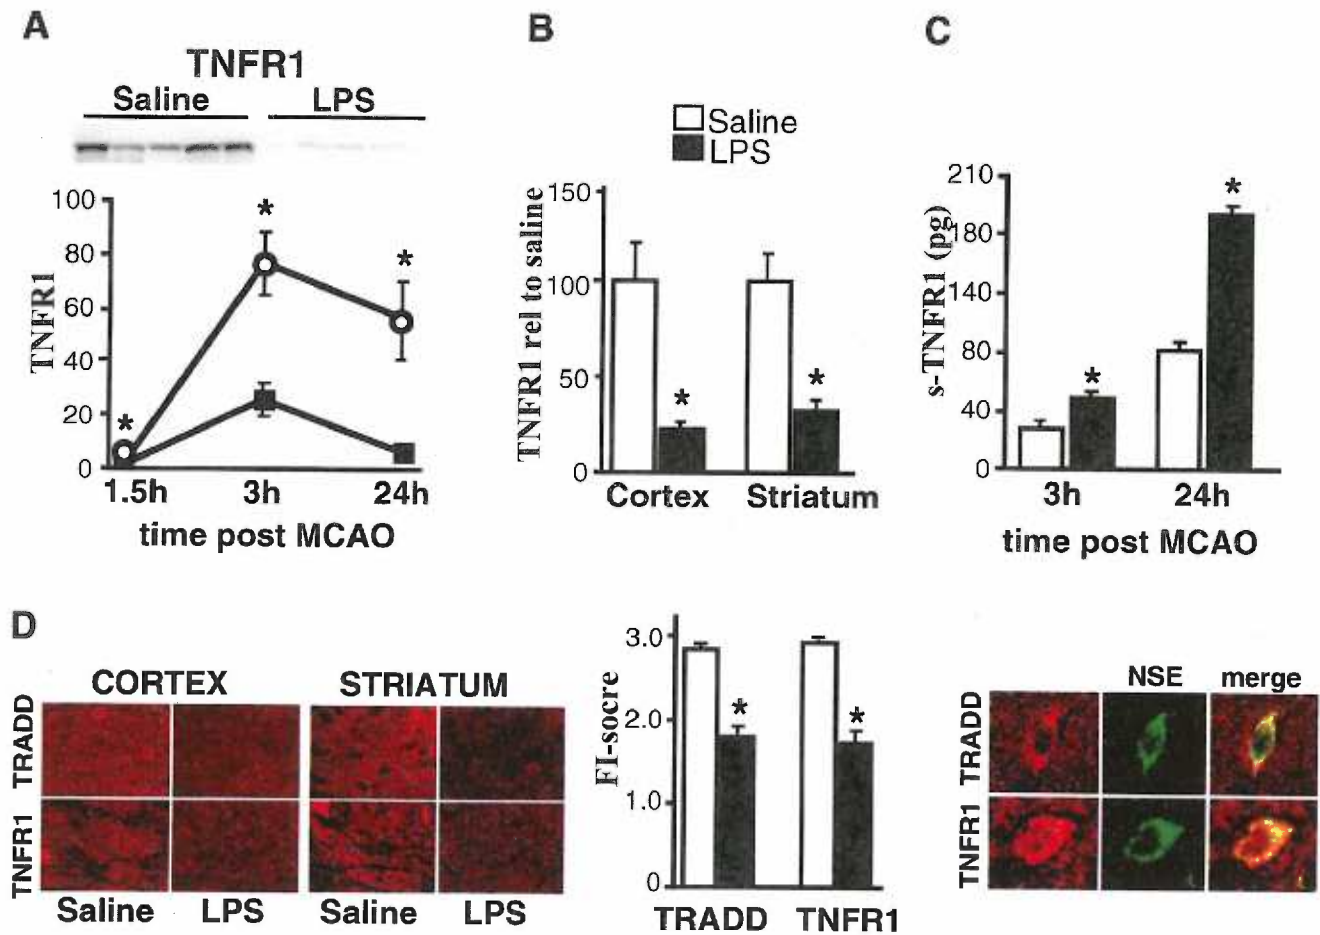 A
TNFR1
Saline LPS
100
80
60
40
20
0
TNFR1
1.5h 3h 24h
time post MCAO
*
*
*
B
Saline
LPS
150
100
50
0
TNFR1 rel to saline
*
*
Cortex Striatum
C
210
180
140
80
40
0
s-TNFR1 (pg)
*
*
3h 24h
time post MCAO
D
CORTEX STRIATUM
TRADD
TNFR1
Saline LPS Saline LPS
3.0
2.0
1.0
0
FI-socre
*
*
TRADD TNFR1
NSE merge
TRADD
TNFR1